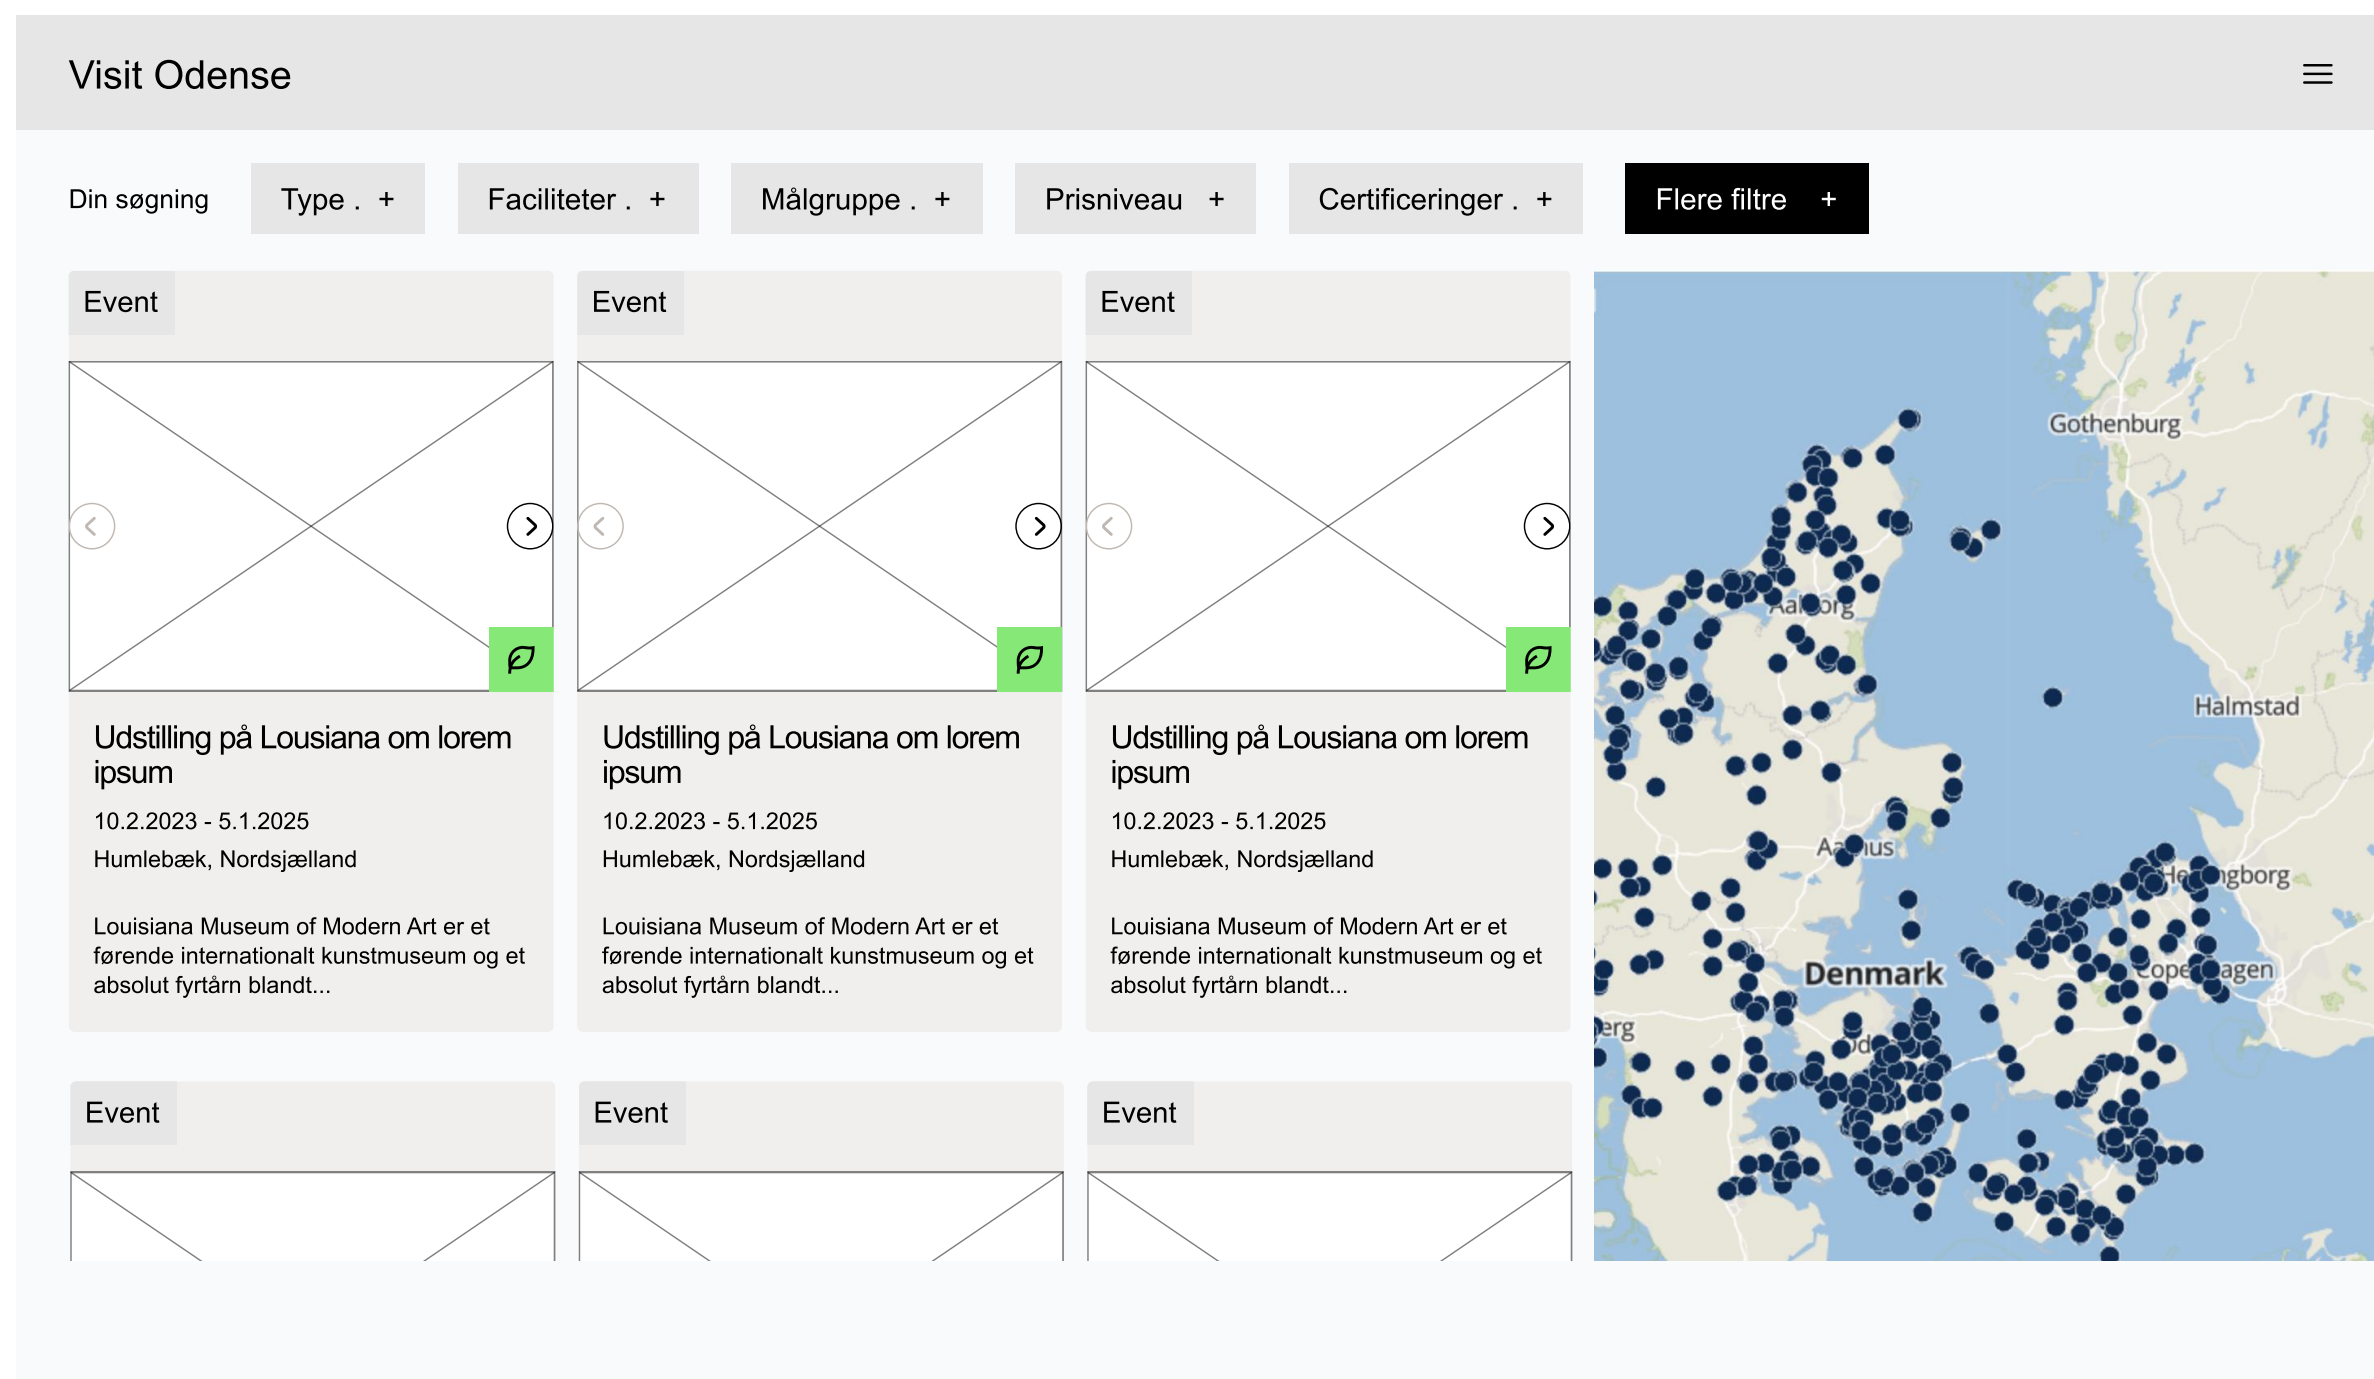 Visit Odense
Din søgning
Type . +
Faciliteter . +
Målgruppe . +
Prisniveau +
Certificeringer . +
Flere filtre +
Event
Udstilling på Lousiana om lorem
ipsum
10.2.2023 - 5.1.2025
Humlebæk, Nordsjælland
Louisiana Museum of Modern Art er et
førende internationalt kunstmuseum og et
absolut fyrtårn blandt...
Event
Udstilling på Lousiana om lorem
ipsum
10.2.2023 - 5.1.2025
Humlebæk, Nordsjælland
Louisiana Museum of Modern Art er et
førende internationalt kunstmuseum og et
absolut fyrtårn blandt...
Event
Udstilling på Lousiana om lorem
ipsum
10.2.2023 - 5.1.2025
Humlebæk, Nordsjælland
Louisiana Museum of Modern Art er et
førende internationalt kunstmuseum og et
absolut fyrtårn blandt...
Event
Event
Event
Gothenburg
Aalborg
Halmstad
Aarhus
Helsingborg
Denmark
Copenhagen